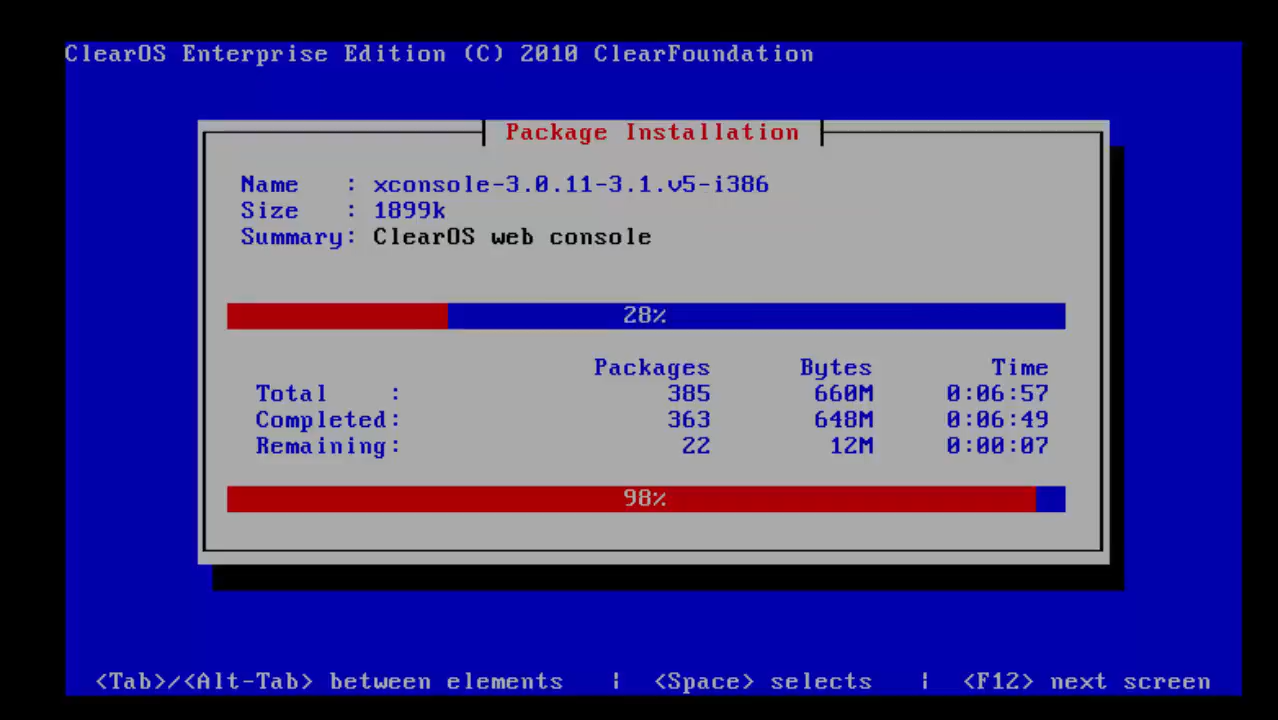 ClearOS Enterprise Edition (C) 2010 ClearFoundation
Package Installation
Name : xconsole-3.0.11-3.1.v5-i386
Size : 1899k
Summary: ClearOS web console
28%
Packages Bytes Time
Total : 385 660M 0:06:57
Completed: 363 648M 0:06:49
Remaining: 22 12M 0:00:07
98%
<Tab>/<Alt-Tab> between elements | <Space> selects | <F12> next screen